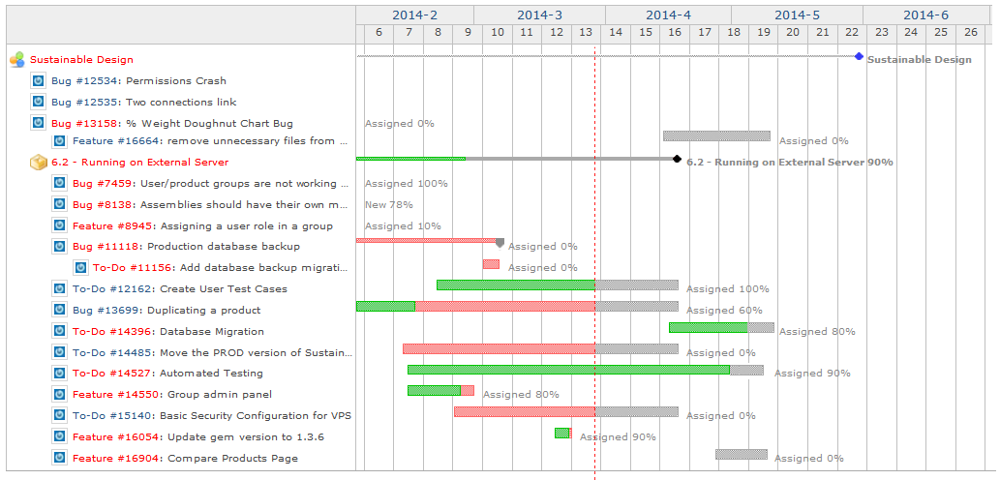 2014-2 2014-3 2014-4 2014-5 2014-6
6 7 8 9 10 11 12 13 14 15 16 17 18 19 20 21 22 23 24 25 26
Sustainable Design Sustainable Design
Bug #12534: Permissions Crash
Bug #12535: Two connections link
Bug #13158: % Weight Doughnut Chart Bug Assigned 0%
Feature #16664: remove unnecessary files from ... Assigned 0%
6.2 - Running on External Server 6.2 - Running on External Server 90%
Bug #7459: User/product groups are not working ... Assigned 100%
Bug #8138: Assemblies should have their own m... New 78%
Feature #8945: Assigning a user role in a group Assigned 10%
Bug #11118: Production database backup Assigned 0%
To-Do #11156: Add database backup migrati... Assigned 0%
To-Do #12162: Create User Test Cases Assigned 100%
Bug #13699: Duplicating a product Assigned 60%
To-Do #14396: Database Migration Assigned 80%
To-Do #14485: Move the PROD version of Sustain... Assigned 0%
To-Do #14527: Automated Testing Assigned 90%
Feature #14550: Group admin panel Assigned 80%
To-Do #15140: Basic Security Configuration for VPS Assigned 0%
Feature #16054: Update gem version to 1.3.6 Assigned 90%
Feature #16904: Compare Products Page Assigned 0%